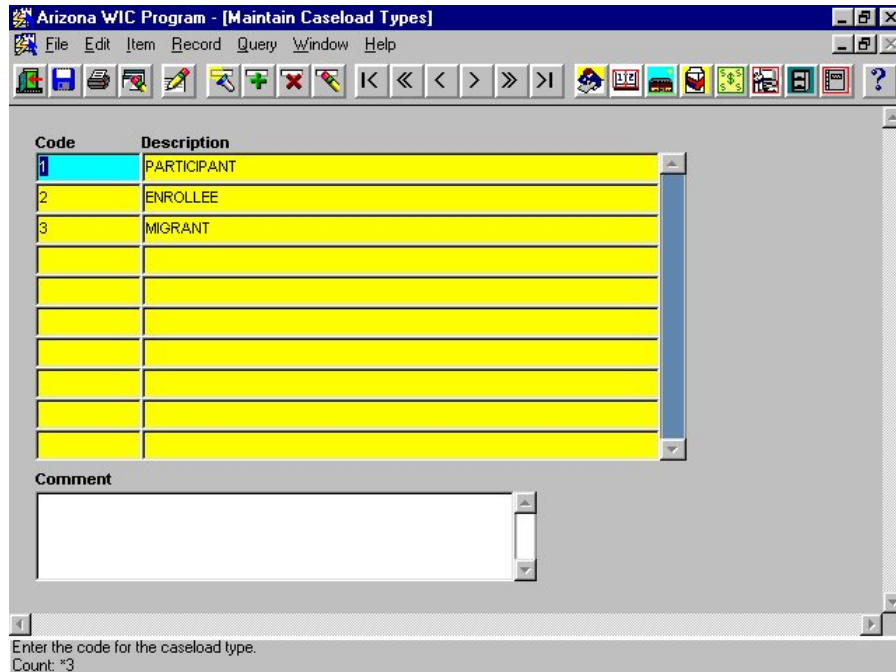 Arizona WIC Program - [Maintain Caseload Types]
File Edit Item Record Query Window Help
Code Description
1 PARTICIPANT
2 ENROLLEE
3 MIGRANT
Comment
Enter the code for the caseload type.
Count: *3